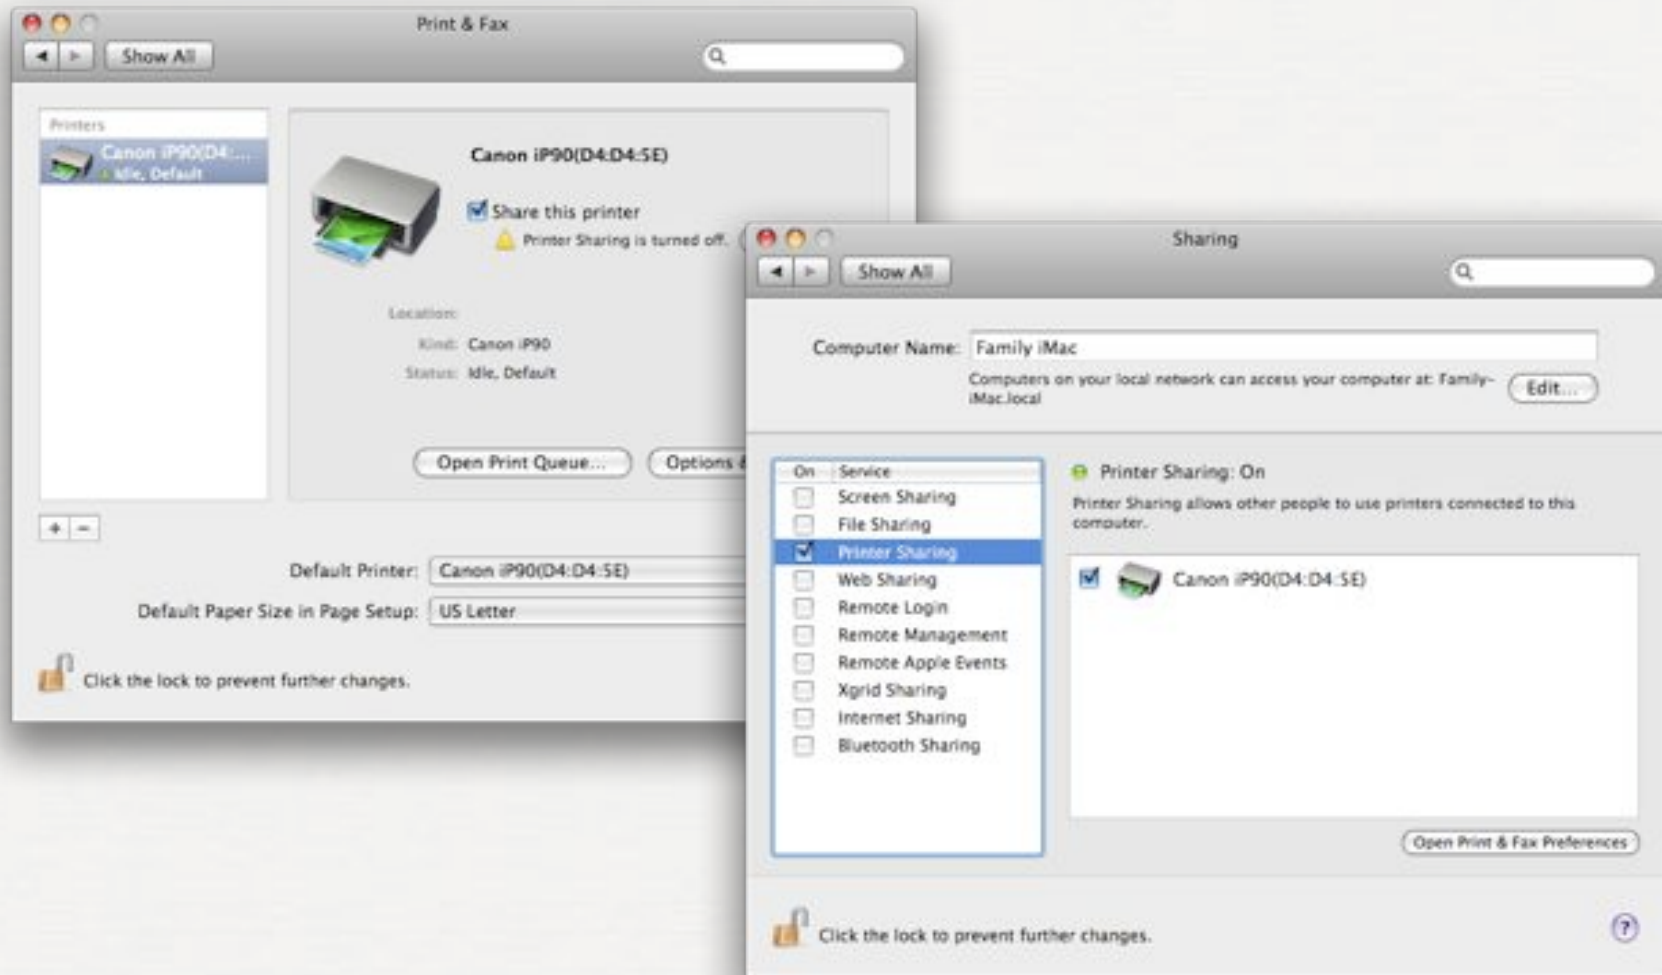 Print & Fax
Show All
Printers
Canon iP90(D4:...
Idle, Default
Canon iP90(D4:D4:5E)
Share this printer
Printer Sharing is turned off.
Location:
Kind: Canon iP90
Status: Idle, Default
Open Print Queue...
Options &
+ −
Default Printer: Canon iP90(D4:D4:5E)
Default Paper Size in Page Setup: US Letter
Click the lock to prevent further changes.
Sharing
Show All
Computer Name: Family iMac
Computers on your local network can access your computer at: Family-
iMac.local
Edit...
On Service
Screen Sharing
File Sharing
Printer Sharing
Web Sharing
Remote Login
Remote Management
Remote Apple Events
Xgrid Sharing
Internet Sharing
Bluetooth Sharing
Printer Sharing: On
Printer Sharing allows other people to use printers connected to this
computer.
Canon iP90(D4:D4:5E)
Open Print & Fax Preferences
Click the lock to prevent further changes.
?